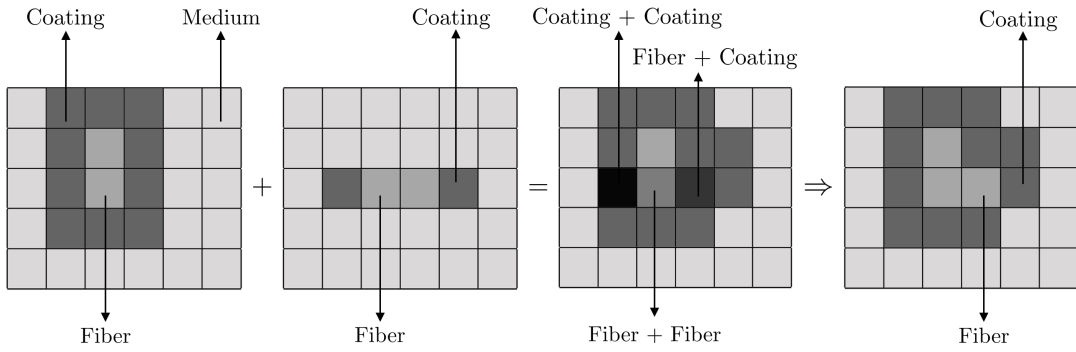 Coating
Medium
Coating
Coating + Coating
Fiber + Coating
Coating
+
=
⇒
Fiber
Fiber
Fiber + Fiber
Fiber